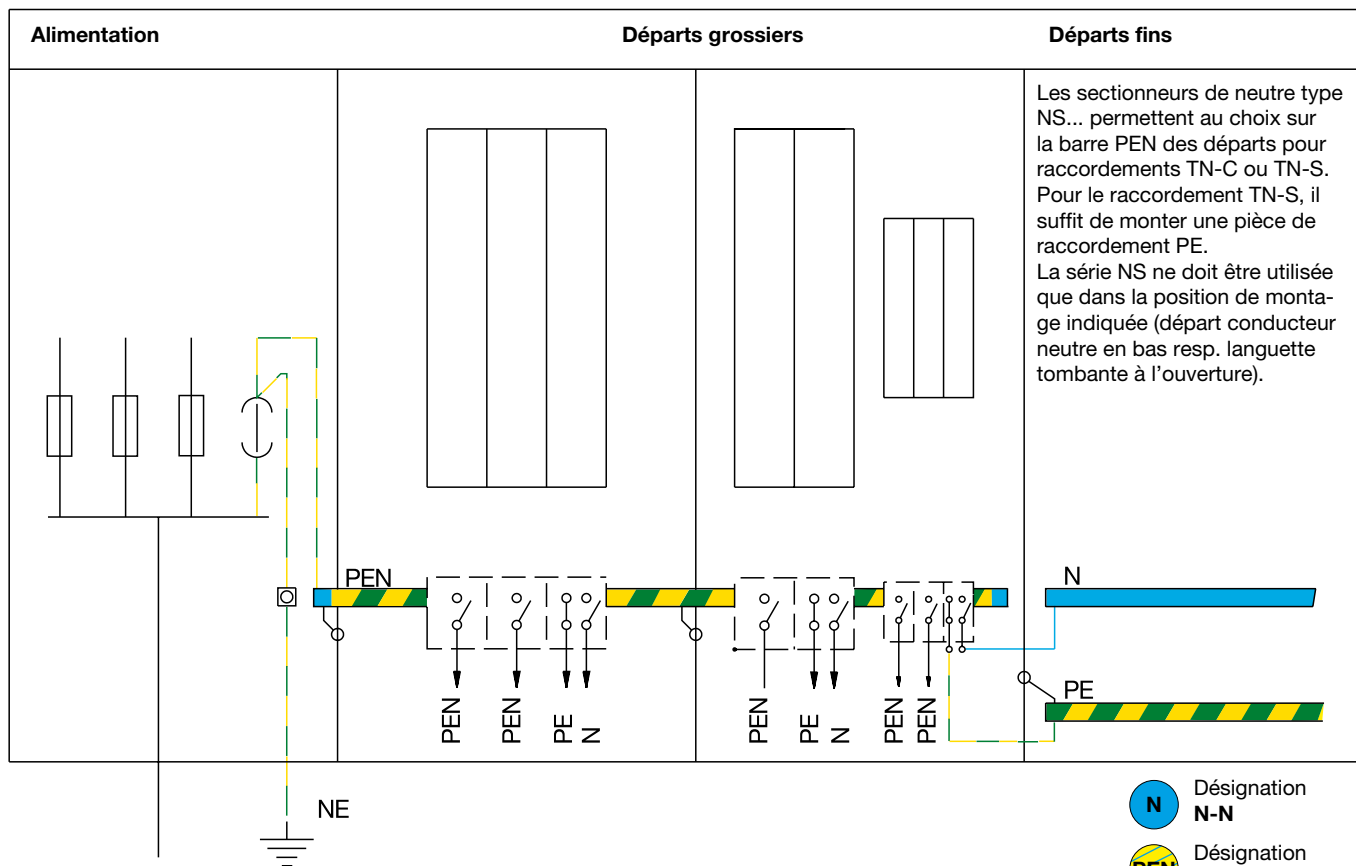 Alimentation
Départs grossiers
Départs fins
Les sectionneurs de neutre type
NS... permettent au choix sur
la barre PEN des départs pour
raccordements TN-C ou TN-S.
Pour le raccordement TN-S, il
suffit de monter une pièce de
raccordement PE.
La série NS ne doit être utilisée
que dans la position de monta-
ge indiquée (départ conducteur
neutre en bas resp. languette
tombante à l'ouverture).
PEN
N
PE
PEN
PEN
PE
N
PEN
PE
N
PEN
PEN
NE
N
Désignation
N-N
PEN
Désignation